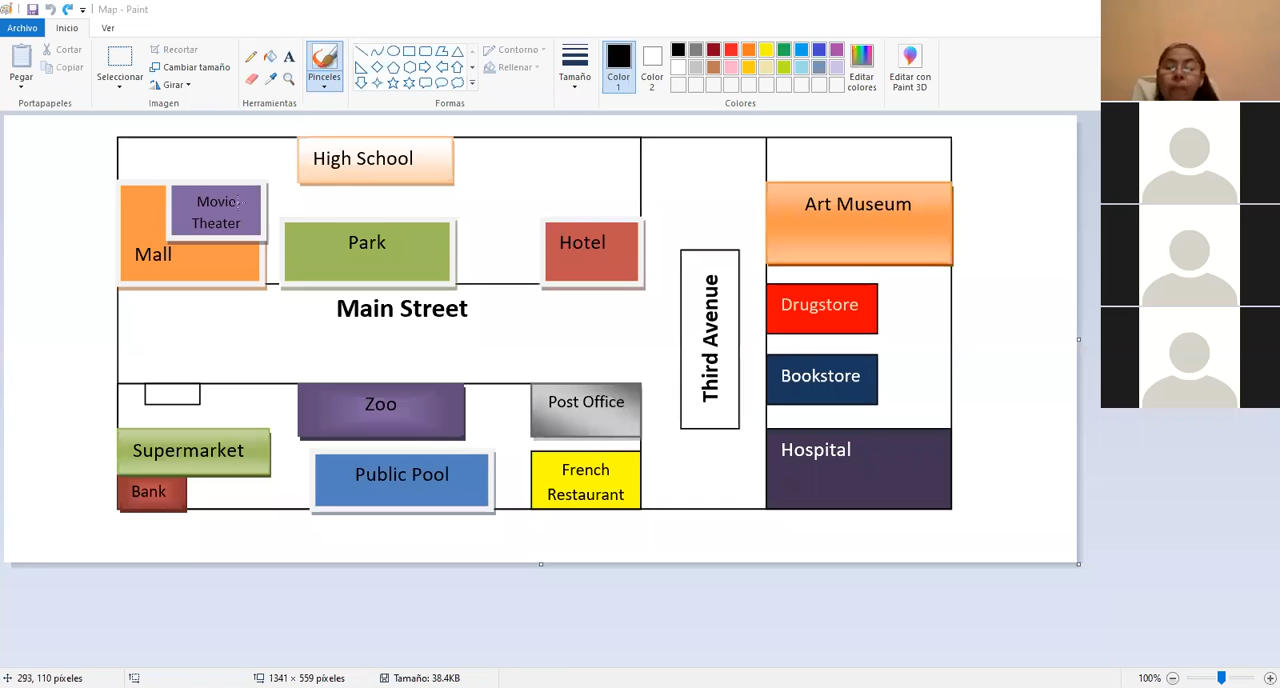 Map - Paint
Archivo
Inicio
Ver
Pegar
Cortar
Copiar
Portapapeles
Seleccionar
Recortar
Cambiar tamaño
Girar
Imagen
A
Herramientas
Pinceles
Contorno
Rellenar
Formas
Tamaño
Color
1
Color
2
Editar
colores
Colores
Editar con
Paint 3D
High School
Movie
Theater
Mall
Park
Hotel
Art Museum
Main Street
Third Avenue
Drugstore
Bookstore
Zoo
Post Office
Supermarket
Hospital
Bank
Public Pool
French
Restaurant
293, 110 píxeles
1341 × 559 píxeles
Tamaño: 38.4KB
100%